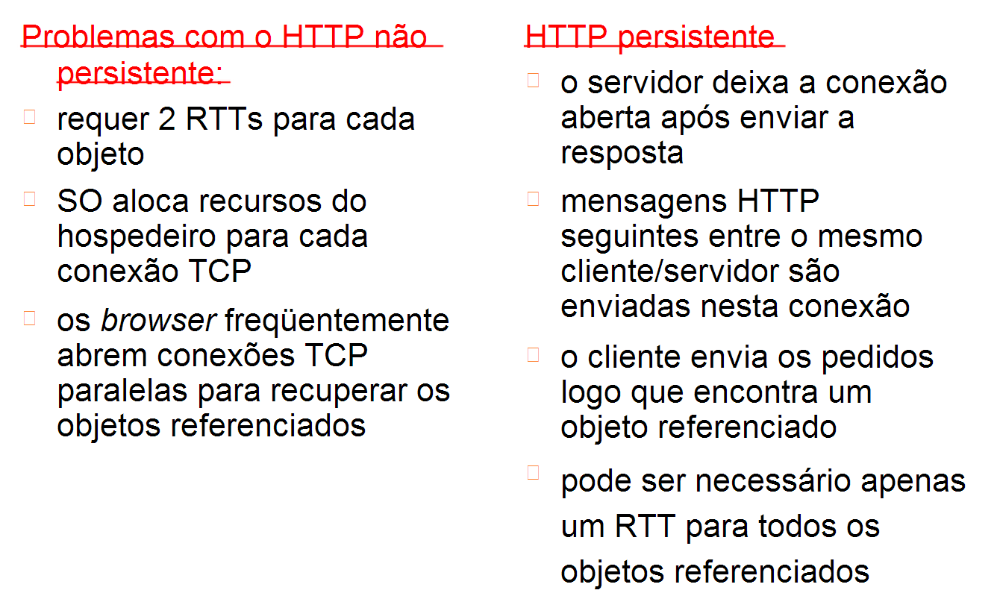 Problemas com o HTTP não
persistente:
requer 2 RTTs para cada
objeto
SO aloca recursos do
hospedeiro para cada
conexão TCP
os browser freqüentemente
abrem conexões TCP
paralelas para recuperar os
objetos referenciados
HTTP persistente
o servidor deixa a conexão
aberta após enviar a
resposta
mensagens HTTP
seguintes entre o mesmo
cliente/servidor são
enviadas nesta conexão
o cliente envia os pedidos
logo que encontra um
objeto referenciado
pode ser necessário apenas
um RTT para todos os
objetos referenciados